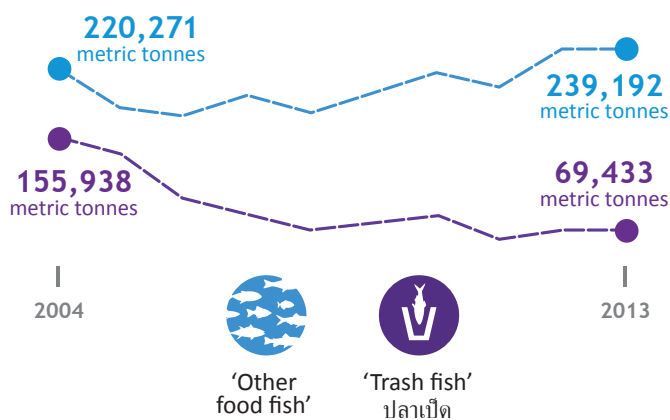 220,271
metric tonnes
239,192
metric tonnes
155,938
metric tonnes
69,433
metric tonnes
2004
2013
‘Other
food fish’
‘Trash fish’
ปลาเป็ด